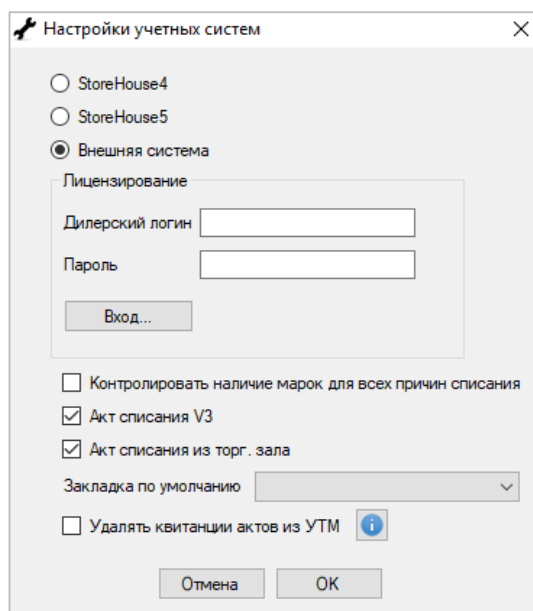 Настройки учетных систем
StoreHouse4
StoreHouse5
Внешняя система
Лицензирование
Дилерский логин
Пароль
Вход...
Контролировать наличие марок для всех причин списания
Акт списания V3
Акт списания из торг. зала
Закладка по умолчанию
Удалять квитанции актов из УТМ
Отмена OK